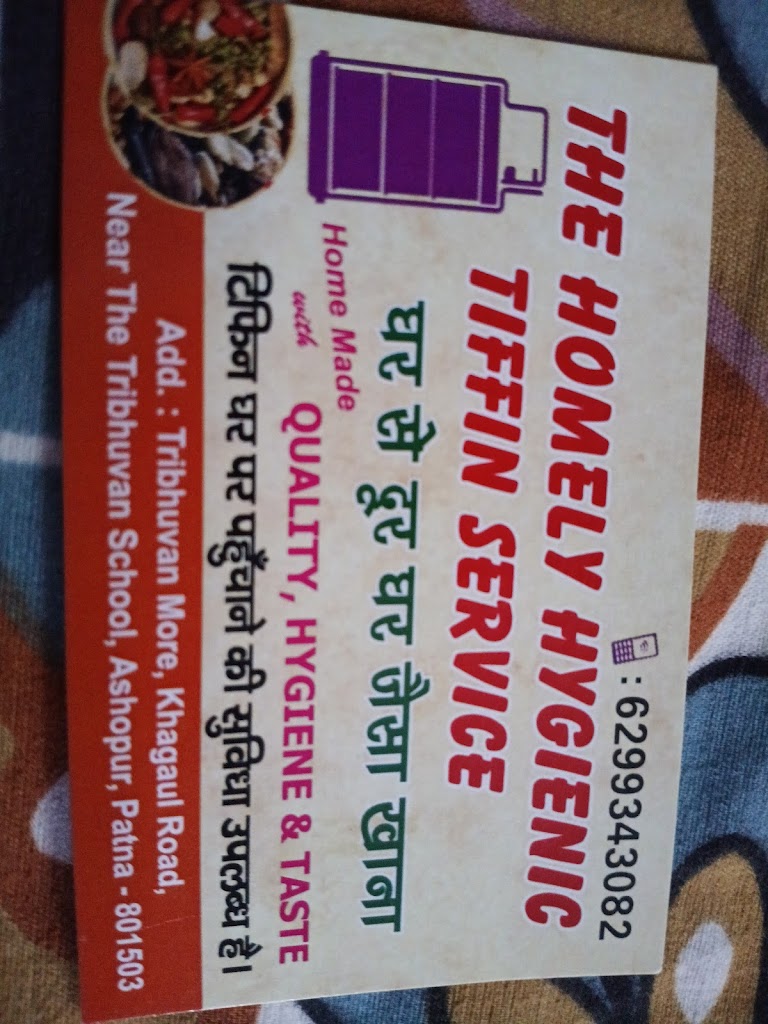 : 6299343082
THE HOMELY HYGIENIC
TIFFIN SERVICE
घर से दूर घर जैसा खाना
Home Made
with QUALITY, HYGIENE & TASTE
टिफिन घर पर पहुँचाने की सुविधा उपलब्ध है।
Add. : Tribhuvan More, Khagaul Road,
Near The Tribhuvan School, Ashopur, Patna - 801503